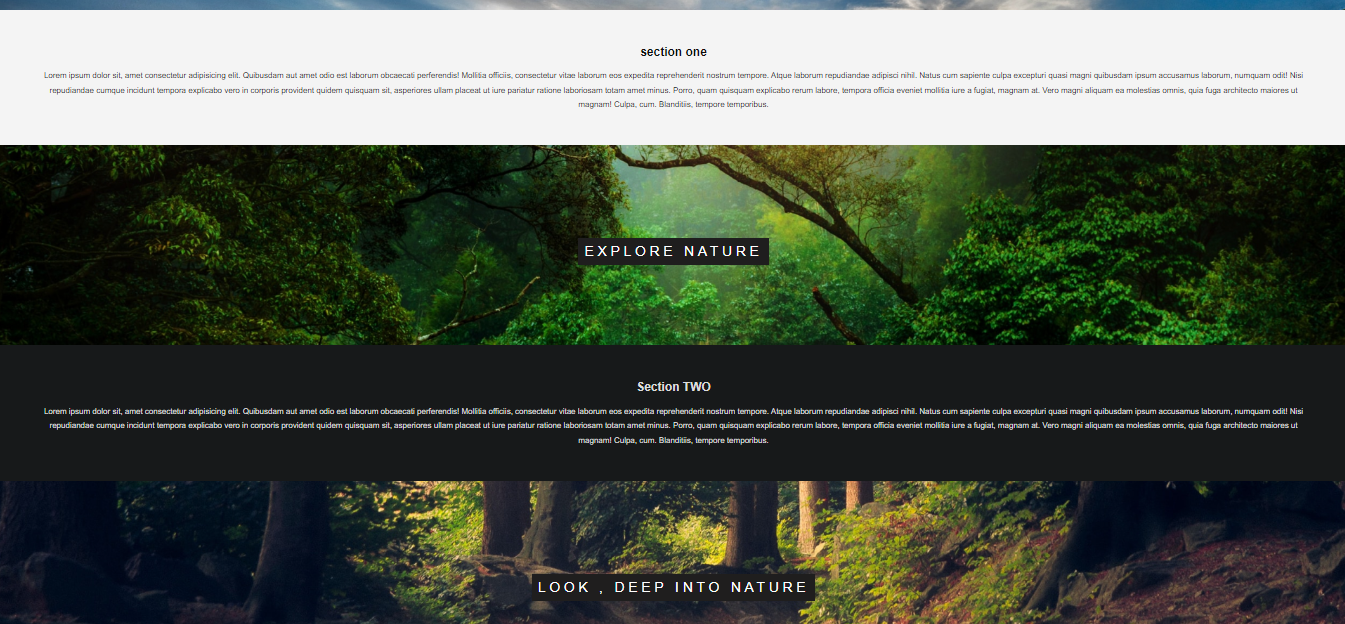 section one
Lorem ipsum dolor sit, amet consectetur adipisicing elit. Quibusdam aut amet odio est laborum obcaecati perferendis! Mollitia officiis, consectetur vitae laborum eos expedita reprehenderit nostrum tempore. Atque laborum repudiandae adipisci nihil. Natus cum sapiente culpa excepturi quasi magni quibusdam ipsum accusamus laborum, numquam odit! Nisi
repudiandae cumque incidunt tempora explicabo vero in corporis provident quidem quisquam sit, asperiores ullam placeat ut iure pariatur ratione laboriosam totam amet minus. Porro, quam quisquam explicabo rerum labore, tempora officia eveniet mollitia iure a fugiat, magnam at. Vero magni aliquam ea molestias omnis, quia fuga architecto maiores ut
magnam! Culpa, cum. Blanditiis, tempore temporibus.
EXPLORE NATURE
Section TWO
Lorem ipsum dolor sit, amet consectetur adipisicing elit. Quibusdam aut amet odio est laborum obcaecati perferendis! Mollitia officiis, consectetur vitae laborum eos expedita reprehenderit nostrum tempore. Atque laborum repudiandae adipisci nihil. Natus cum sapiente culpa excepturi quasi magni quibusdam ipsum accusamus laborum, numquam odit! Nisi
repudiandae cumque incidunt tempora explicabo vero in corporis provident quidem quisquam sit, asperiores ullam placeat ut iure pariatur ratione laboriosam totam amet minus. Porro, quam quisquam explicabo rerum labore, tempora officia eveniet mollitia iure a fugiat, magnam at. Vero magni aliquam ea molestias omnis, quia fuga architecto maiores ut
magnam! Culpa, cum. Blanditiis, tempore temporibus.
LOOK , DEEP INTO NATURE